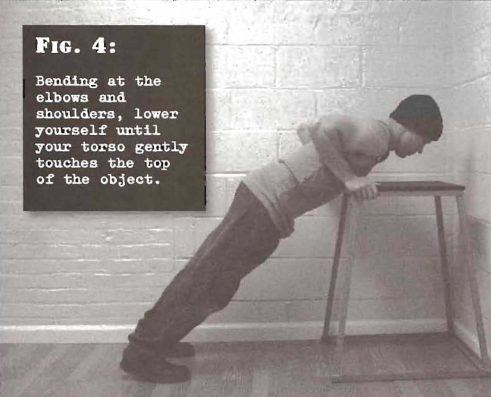 FIG. 4:
Bending at the
elbows and
shoulders, lower
yourself until
your torso gently
touches the top
of the object.